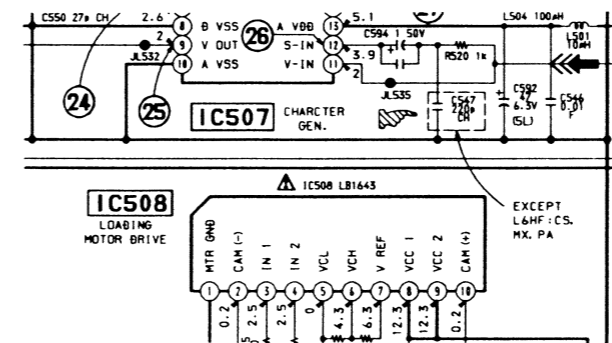 C550 27p CH
2.6
8
B VSS
A VDD
13
5.1
L504 100μH
2
9
V OUT
26
S-IN
12
3.9
C594 1 50V
L501
10μH
JL532
10
A VSS
V-IN
11
2
R520 1k
24
25
JL535
IC507
CHARCTER
GEN.
C547
220p
CH
C592
47
6.3V
(SL)
C546
0.01
F
IC508
LOADING
MOTOR DRIVE
IC508 LB1643
EXCEPT
L6HF:CS.
MX. PA
MTR GND
CAM(-)
IN 1
IN 2
VCL
VCH
V REF
VCC 1
VCC 2
CAM(+)
1 2 3 4 5 6 7 8 9 10
0.2
2.5
2.5
0
4.3
6.3
12.3
12.3
0.2